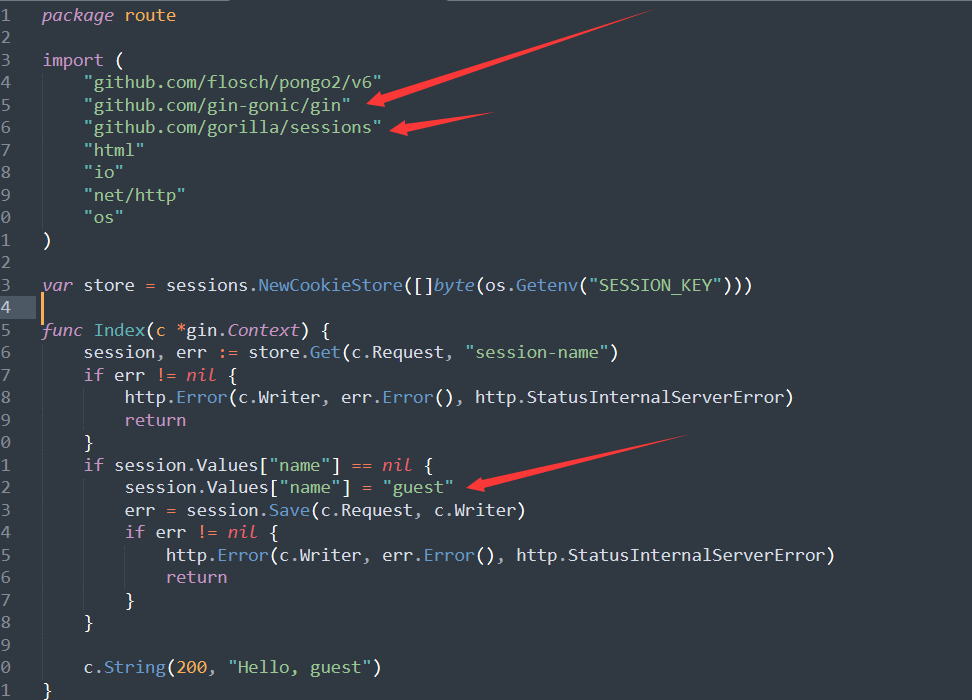 1 package route
2
3 import (
4 "github.com/flosch/pongo2/v6"
5 "github.com/gin-gonic/gin"
6 "github.com/gorilla/sessions"
7 "html"
8 "io"
9 "net/http"
0 "os"
1 )
2
3 var store = sessions.NewCookieStore([]byte(os.Getenv("SESSION_KEY")))
4
5 func Index(c *gin.Context) {
6 session, err := store.Get(c.Request, "session-name")
7 if err != nil {
8 http.Error(c.Writer, err.Error(), http.StatusInternalServerError)
9 return
0 }
1 if session.Values["name"] == nil {
2 session.Values["name"] = "guest"
3 err = session.Save(c.Request, c.Writer)
4 if err != nil {
5 http.Error(c.Writer, err.Error(), http.StatusInternalServerError)
6 return
7 }
8 }
9
0 c.String(200, "Hello, guest")
1 }